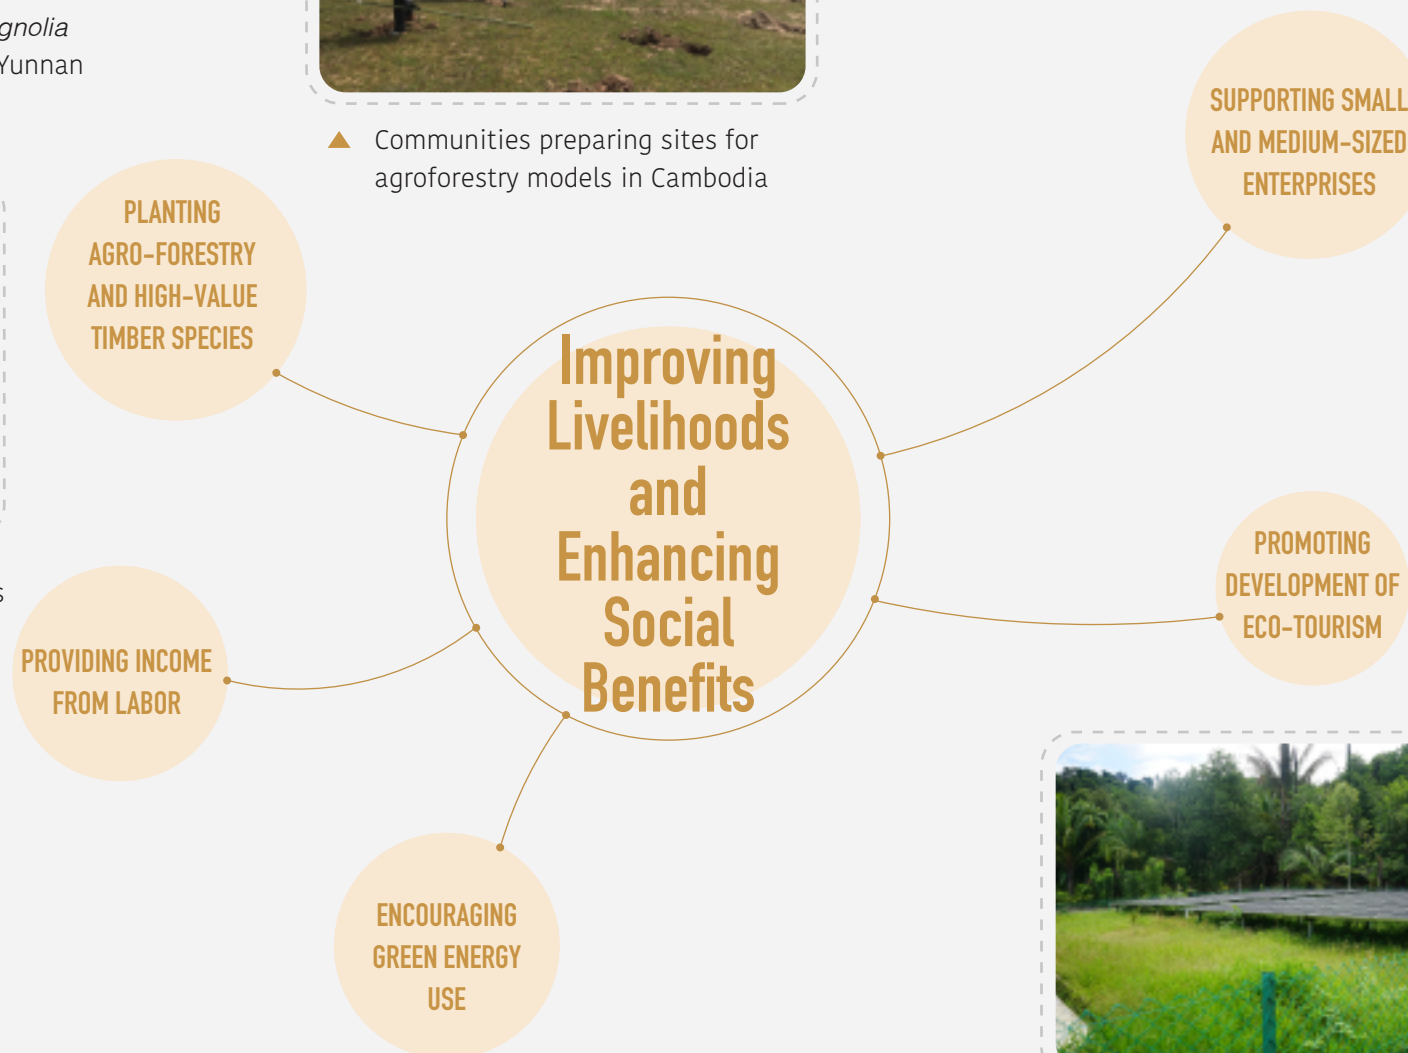 Yunnan
Communities preparing sites for
agroforestry models in Cambodia
SUPPORTING SMALL
AND MEDIUM-SIZED
ENTERPRISES
PLANTING
AGRO-FORESTRY
AND HIGH-VALUE
TIMBER SPECIES
Improving
Livelihoods
and
Enhancing
Social
Benefits
PROMOTING
DEVELOPMENT OF
ECO-TOURISM
PROVIDING INCOME
FROM LABOR
ENCOURAGING
GREEN ENERGY
USE